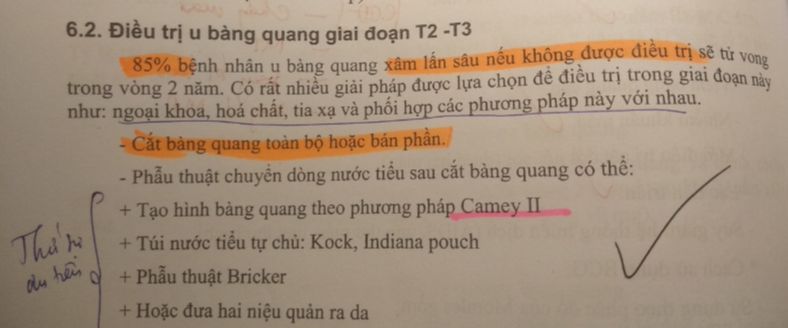 6.2. Điều trị u bàng quang giai đoạn T2 -T3
85% bệnh nhân u bàng quang xâm lấn sâu nếu không được điều trị sẽ tử vong
trong vòng 2 năm. Có rất nhiều giải pháp được lựa chọn để điều trị trong giai đoạn này
như: ngoại khoa, hoá chất, tia xạ và phối hợp các phương pháp này với nhau.
- Cắt bàng quang toàn bộ hoặc bán phần.
- Phẫu thuật chuyển dòng nước tiểu sau cắt bàng quang có thể:
+ Tạo hình bàng quang theo phương pháp Camey II
+ Túi nước tiểu tự chủ: Kock, Indiana pouch
+ Phẫu thuật Bricker
+ Hoặc đưa hai niệu quản ra da